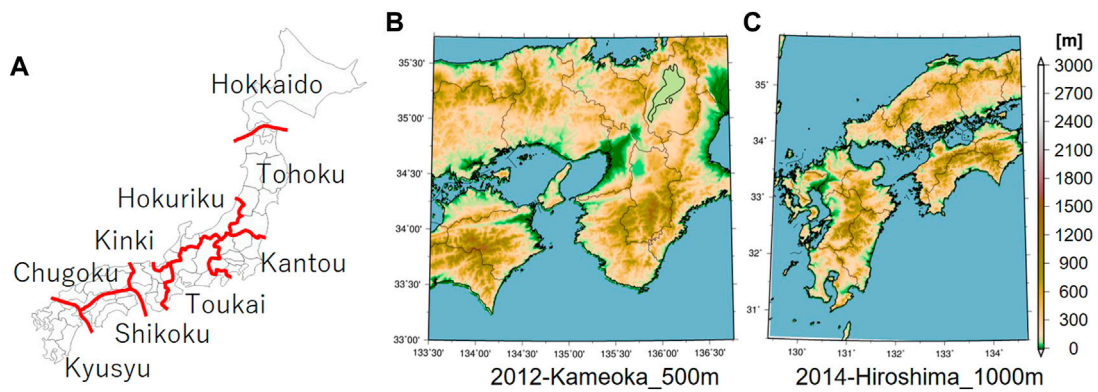 A
Hokkaido
Tohoku
Hokuriku
Kinki
Kantou
Chugoku
Toukai
Shikoku
Kyusyu
B
35°30'
35°00'
34°30'
34°00'
33°30'
33°00'
133°30' 134°00' 134°30' 135°00' 135°30' 136°00' 136°30'
2012-Kameoka_500m
C
35°
34°
33°
32°
31°
130° 131° 132° 133° 134°
2014-Hiroshima_1000m
[m]
3000
2700
2400
2100
1800
1500
1200
900
600
300
0